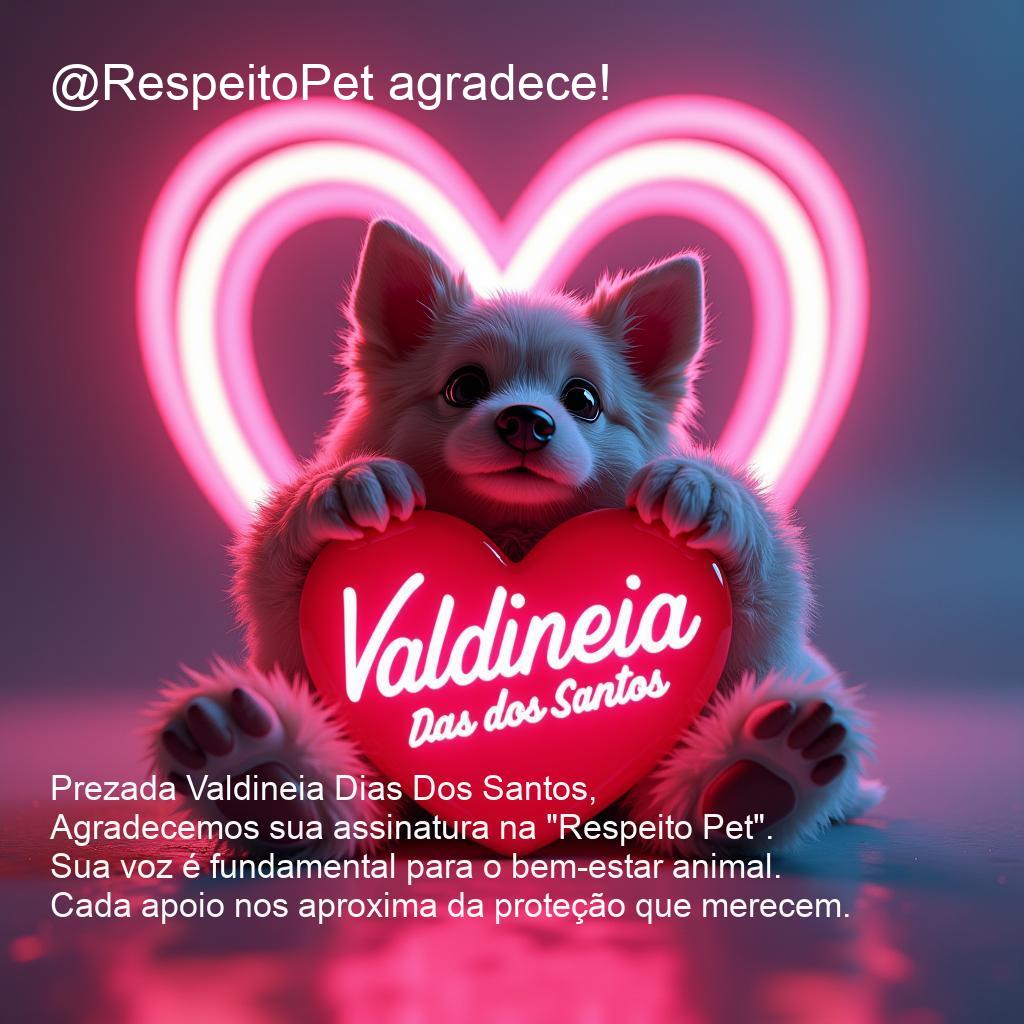 @RespeitoPet agradece!
Valdineia
Das dos Santos
Prezada Valdineia Dias Dos Santos,
Agradecemos sua assinatura na "Respeito Pet".
Sua voz é fundamental para o bem-estar animal.
Cada apoio nos aproxima da proteção que merecem.